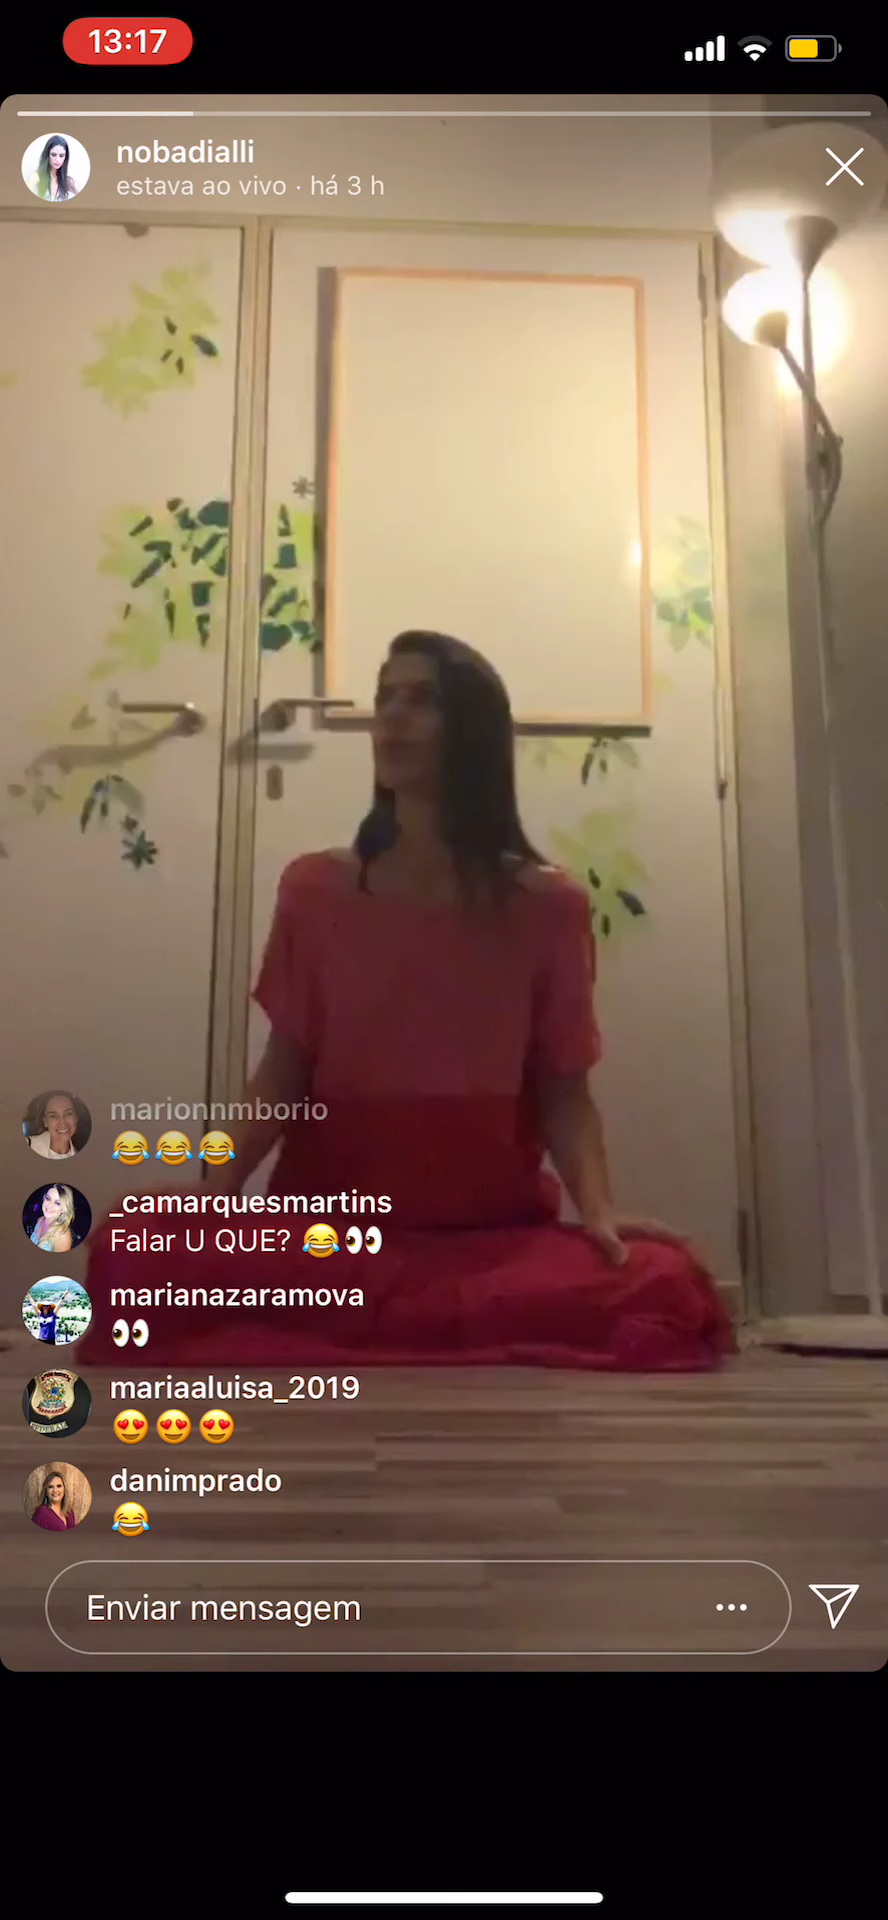 13:17
nobadialli
estava ao vivo · há 3 h
marionnmborio
😂😂😂
_camarquesmartins
Falar U QUE? 😂👀
marianazaramova
👀
mariaaluisa_2019
😍😍😍
danimprado
😂
Enviar mensagem